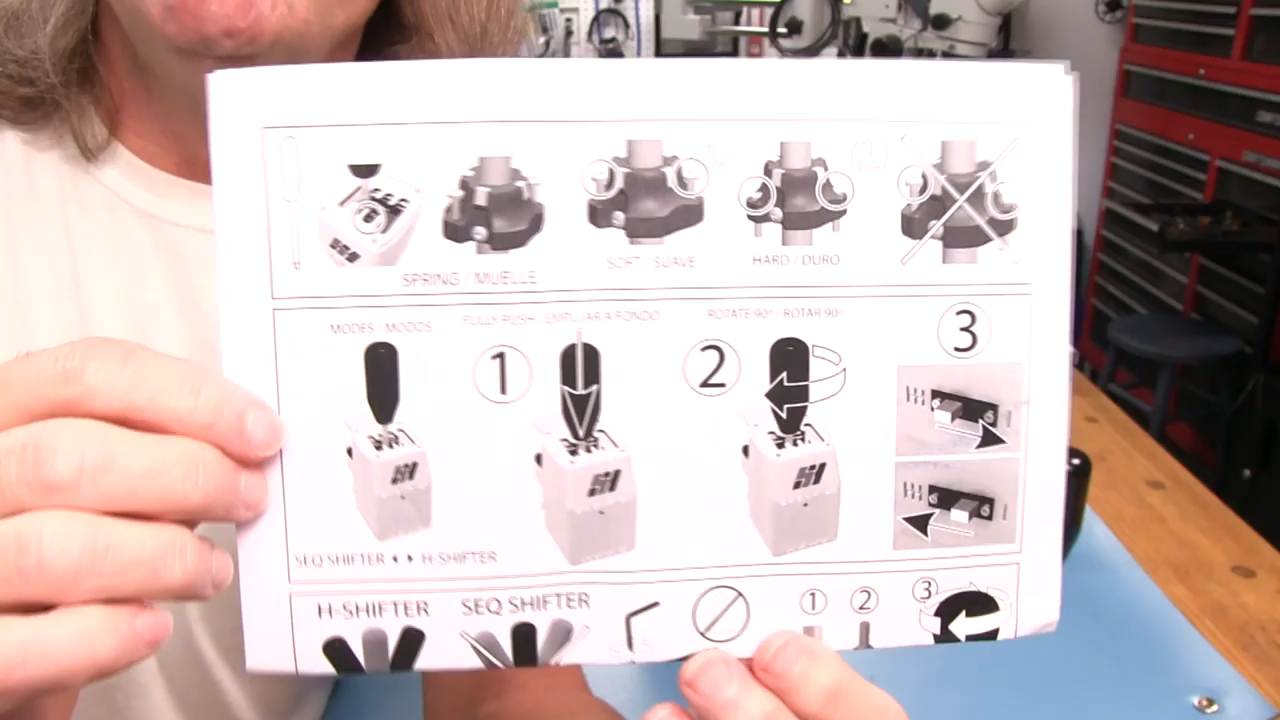 SPRING / MUELLE
SOFT / SUAVE
HARD / DURO
MODES / MODOS
FULLY PUSH / EMPUJAR A FONDO
ROTATE 90° / ROTAR 90°
1
2
3
SEQ SHIFTER H-SHIFTER
H-SHIFTER
SEQ SHIFTER
1
2
3